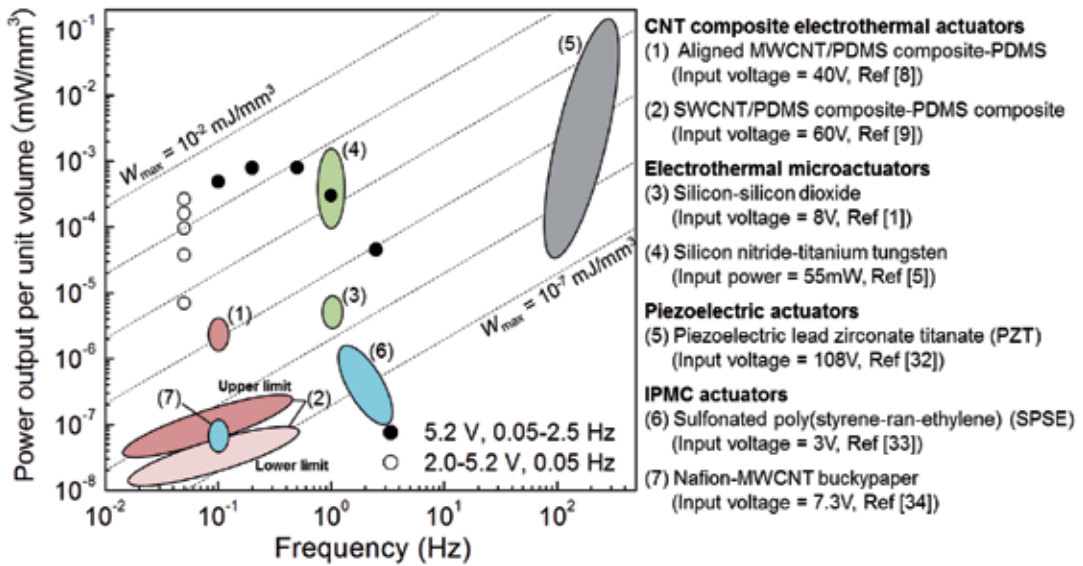 Power output per unit volume (mW/mm³)
10⁻¹
10⁻²
10⁻³
10⁻⁴
10⁻⁵
10⁻⁶
10⁻⁷
10⁻⁸
10⁻²
10⁻¹
10⁰
10¹
10²
Frequency (Hz)
W_max = 10⁻² mJ/mm³
W_max = 10⁻⁷ mJ/mm³
(5)
(4)
(3)
(1)
(6)
(7)
(2)
Upper limit
Lower limit
5.2 V, 0.05-2.5 Hz
2.0-5.2 V, 0.05 Hz
CNT composite electrothermal actuators
(1) Aligned MWCNT/PDMS composite-PDMS
(Input voltage = 40V, Ref [8])
(2) SWCNT/PDMS composite-PDMS composite
(Input voltage = 60V, Ref [9])
Electrothermal microactuators
(3) Silicon-silicon dioxide
(Input voltage = 8V, Ref [1])
(4) Silicon nitride-titanium tungsten
(Input power = 55mW, Ref [5])
Piezoelectric actuators
(5) Piezoelectric lead zirconate titanate (PZT)
(Input voltage = 108V, Ref [32])
IPMC actuators
(6) Sulfonated poly(styrene-ran-ethylene) (SPSE)
(Input voltage = 3V, Ref [33])
(7) Nafion-MWCNT buckypaper
(Input voltage = 7.3V, Ref [34])